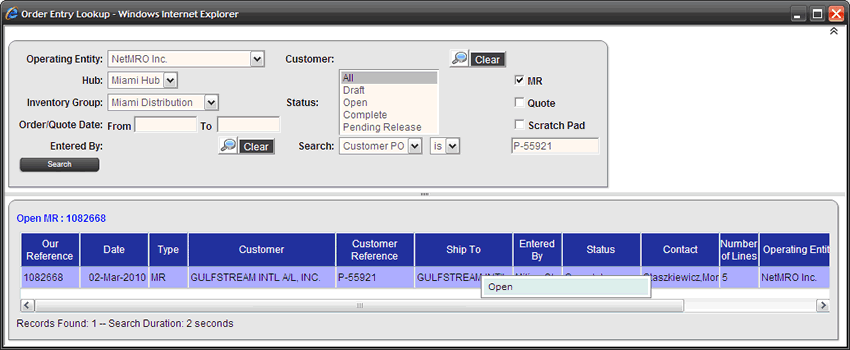 Order Entry Lookup - Windows Internet Explorer
Operating Entity: NetMRO Inc. Customer: Clear
Hub: Miami Hub All MR
Draft
Inventory Group: Miami Distribution Status: Open Quote
Complete
Order/Quote Date: From To Pending Release Scratch Pad
Entered By: Clear Search: Customer PO is P-55921
Search
Open MR : 1082668
Our Reference Date Type Customer Customer Reference Ship To Entered By Status Contact Number of Lines Operating Entit
1082668 02-Mar-2010 MR GULFSTREAM INTL A/L, INC. P-55921 GULFSTREAM Staszkiewicz,Mor 5 NetMRO Inc.
Open
Records Found: 1 -- Search Duration: 2 seconds